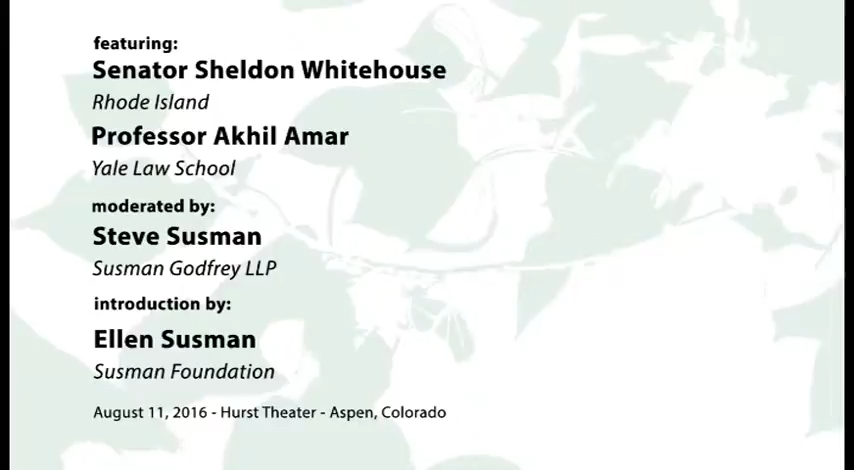 featuring:
Senator Sheldon Whitehouse
Rhode Island
Professor Akhil Amar
Yale Law School
moderated by:
Steve Susman
Susman Godfrey LLP
introduction by:
Ellen Susman
Susman Foundation
August 11, 2016 - Hurst Theater - Aspen, Colorado